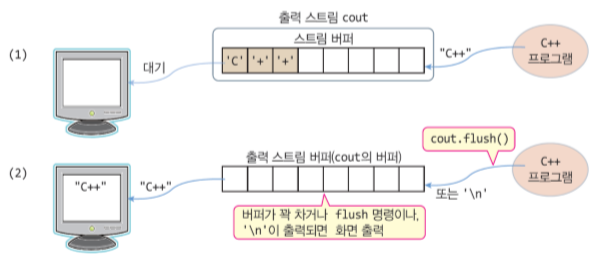 출력 스트림 cout
스트림 버퍼
(1)
대기
'C' '+' '+'
"C++"
C++
프로그램
cout.flush()
출력 스트림 버퍼(cout의 버퍼)
(2)
"C++"
"C++"
또는 '\n'
C++
프로그램
버퍼가 꽉 차거나 flush 명령이나,
'\n'이 출력되면 화면 출력